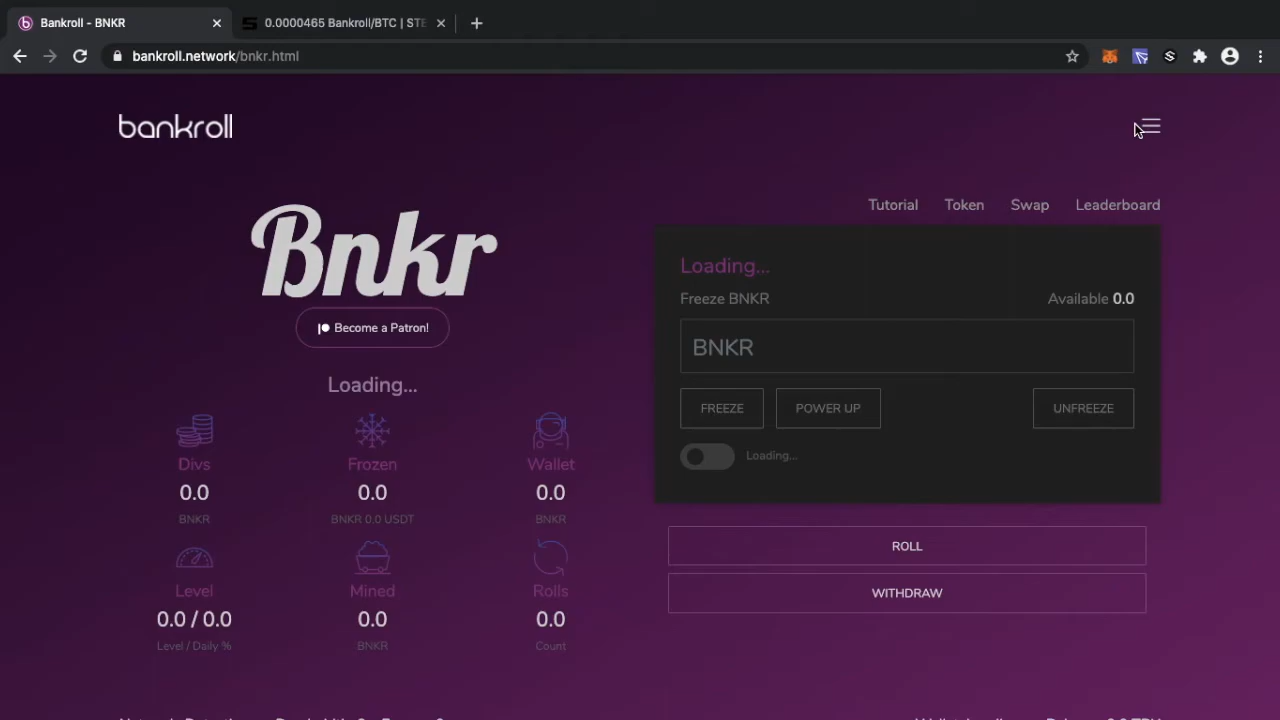 Bankroll - BNKR
0.0000465 Bankroll/BTC | STE
bankroll.network/bnkr.html
bankroll
Tutorial Token Swap Leaderboard
Bnkr
Become a Patron!
Loading...
Divs Frozen Wallet
0.0 0.0 0.0
BNKR BNKR 0.0 USDT BNKR
Level Mined Rolls
0.0 / 0.0 0.0 0.0
Level / Daily % BNKR Count
Loading...
Freeze BNKR Available 0.0
BNKR
FREEZE POWER UP UNFREEZE
Loading...
ROLL
WITHDRAW